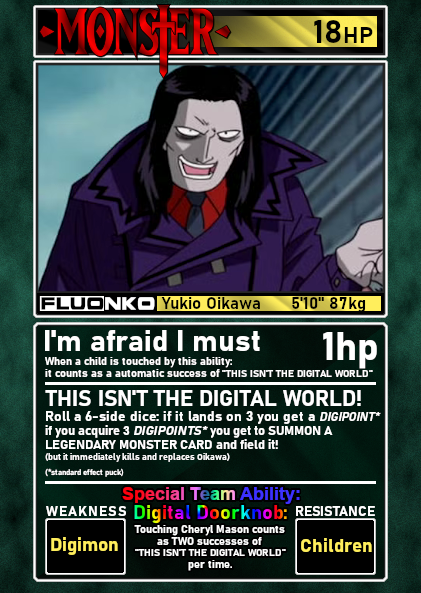 MONSTER
18HP
FLUONKO Yukio Oikawa 5'10" 87kg
I'm afraid I must 1hp
When a child is touched by this ability:
it counts as a automatic success of "THIS ISN'T THE DIGITAL WORLD"
THIS ISN'T THE DIGITAL WORLD!
Roll a 6-side dice: if it lands on 3 you get a DIGIPOINT*
if you acquire 3 DIGIPOINTS* you get to SUMMON A
LEGENDARY MONSTER CARD and field it!
(but it immediately kills and replaces Oikawa)
(*standard effect puck)
Special Team Ability:
WEAKNESS Digital Doorknob: RESISTANCE
Touching Cheryl Mason counts
as TWO successes of
"THIS ISN'T THE DIGITAL WORLD"
per time.
Digimon
Children